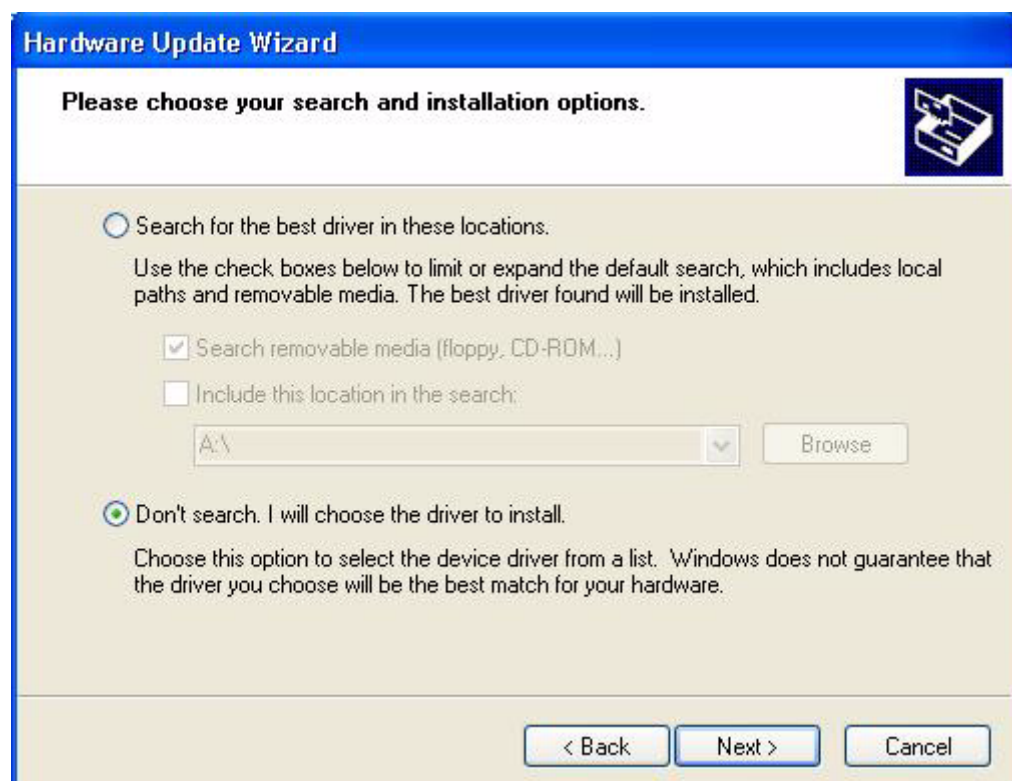 Hardware Update Wizard
Please choose your search and installation options.
Search for the best driver in these locations.
Use the check boxes below to limit or expand the default search, which includes local
paths and removable media. The best driver found will be installed.
Search removable media (floppy, CD-ROM...)
Include this location in the search:
A:\
Browse
Don't search. I will choose the driver to install.
Choose this option to select the device driver from a list. Windows does not guarantee that
the driver you choose will be the best match for your hardware.
< Back Next > Cancel